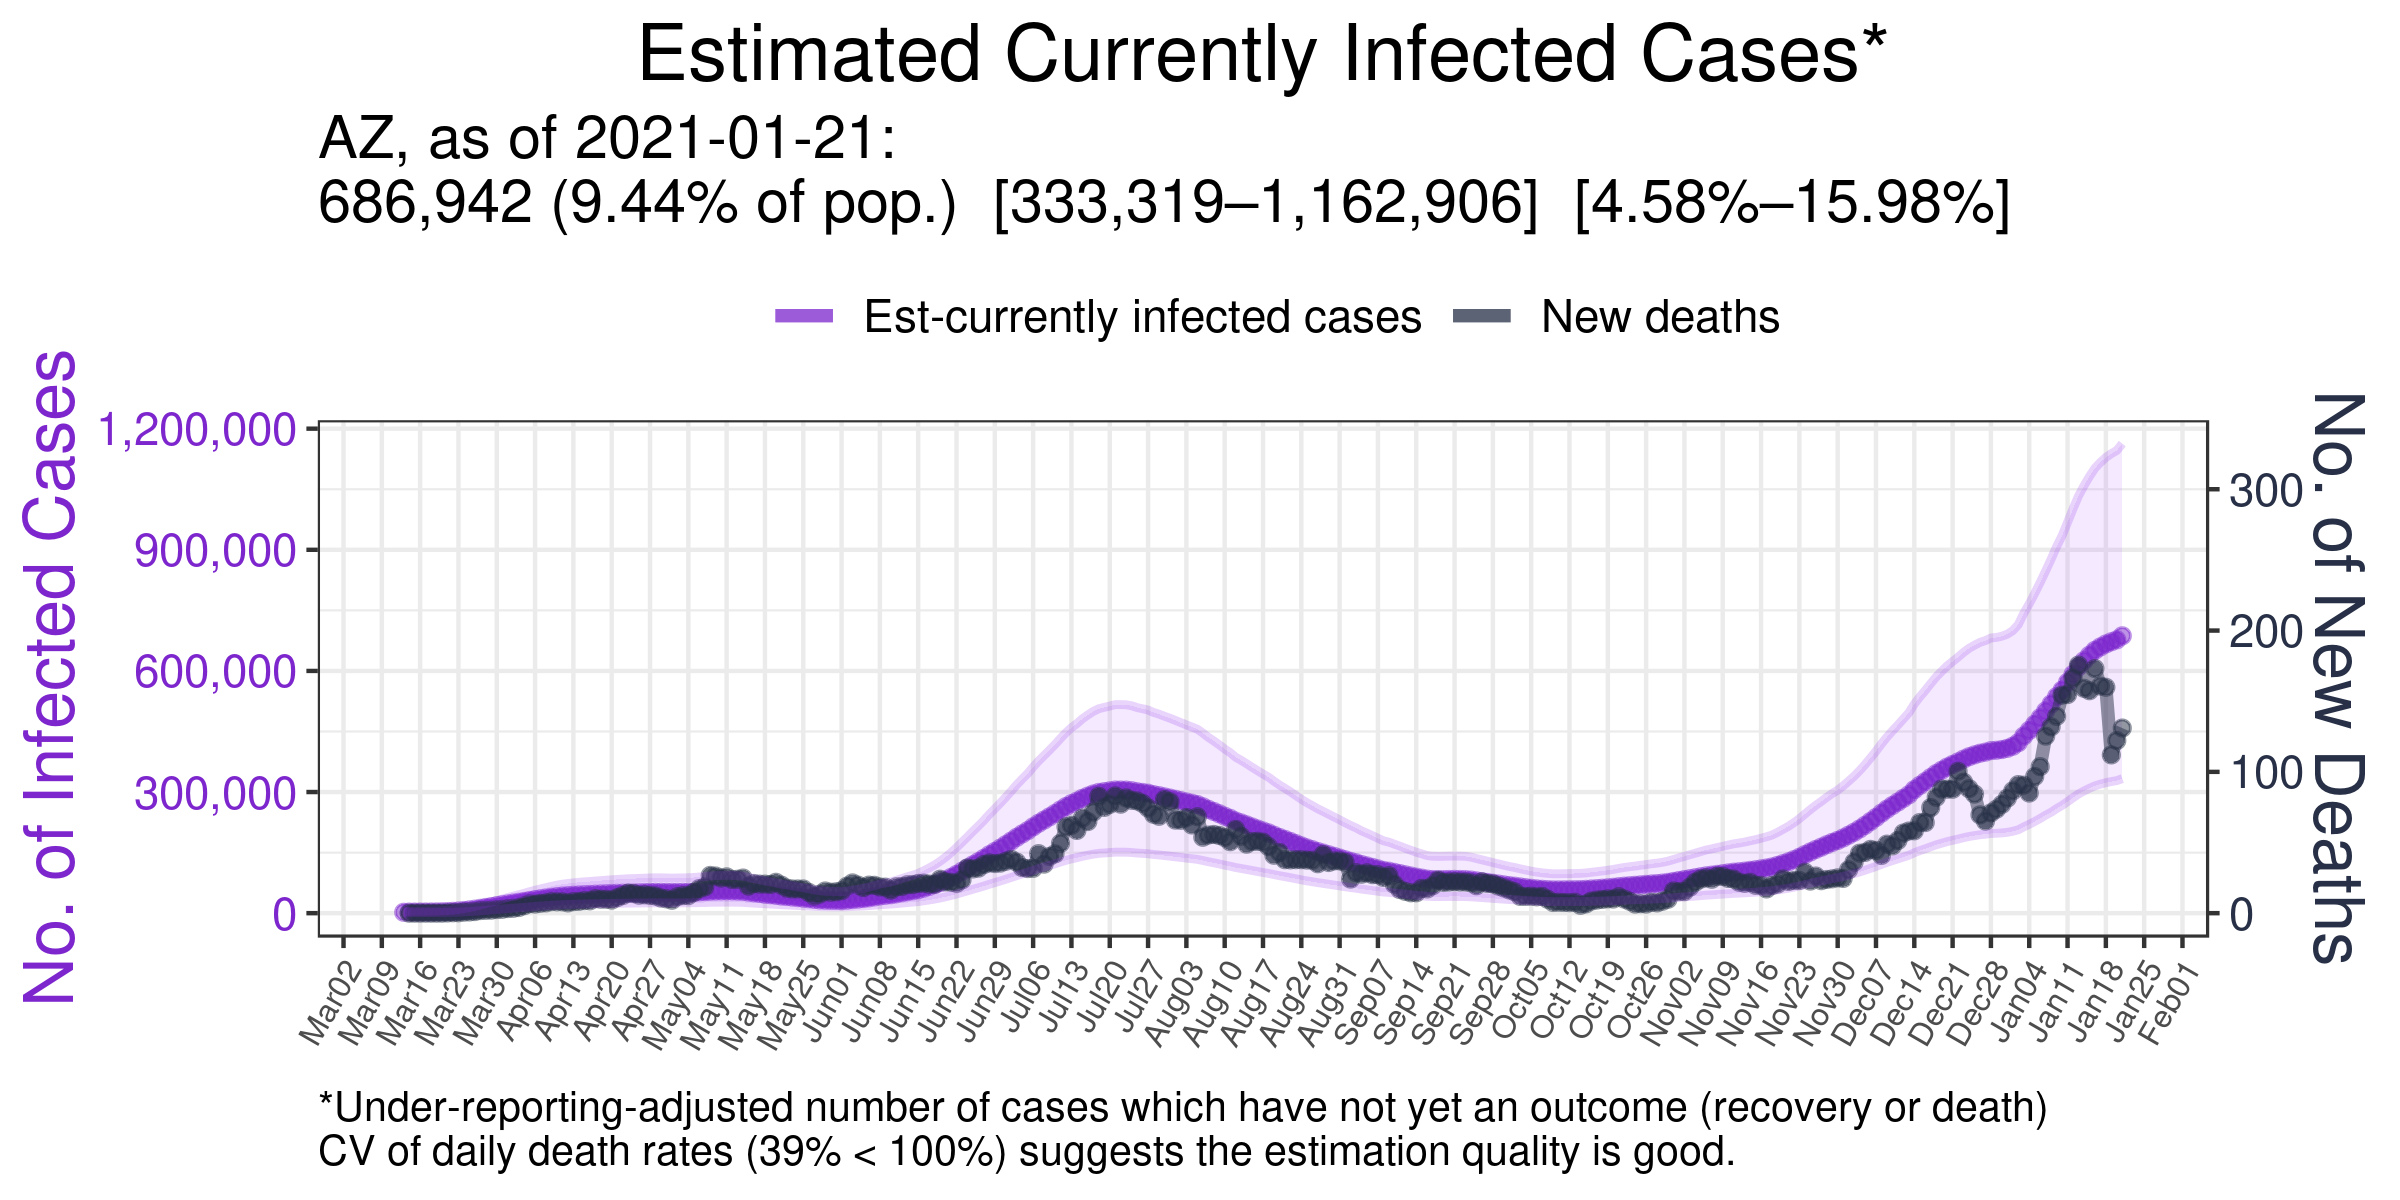 Estimated Currently Infected Cases*
AZ, as of 2021-01-21:
686,942 (9.44% of pop.)  [333,319–1,162,906]  [4.58%–15.98%]
Est-currently infected cases
New deaths
No. of Infected Cases
1,200,000
900,000
600,000
300,000
0
No. of New Deaths
300
200
100
0
Mar02
Mar09
Mar16
Mar23
Mar30
Apr06
Apr13
Apr20
Apr27
May04
May11
May18
May25
Jun01
Jun08
Jun15
Jun22
Jun29
Jul06
Jul13
Jul20
Jul27
Aug03
Aug10
Aug17
Aug24
Aug31
Sep07
Sep14
Sep21
Sep28
Oct05
Oct12
Oct19
Oct26
Nov02
Nov09
Nov16
Nov23
Nov30
Dec07
Dec14
Dec21
Dec28
Jan04
Jan11
Jan18
Jan25
Feb01
*Under-reporting-adjusted number of cases which have not yet an outcome (recovery or death)
CV of daily death rates (39% < 100%) suggests the estimation quality is good.